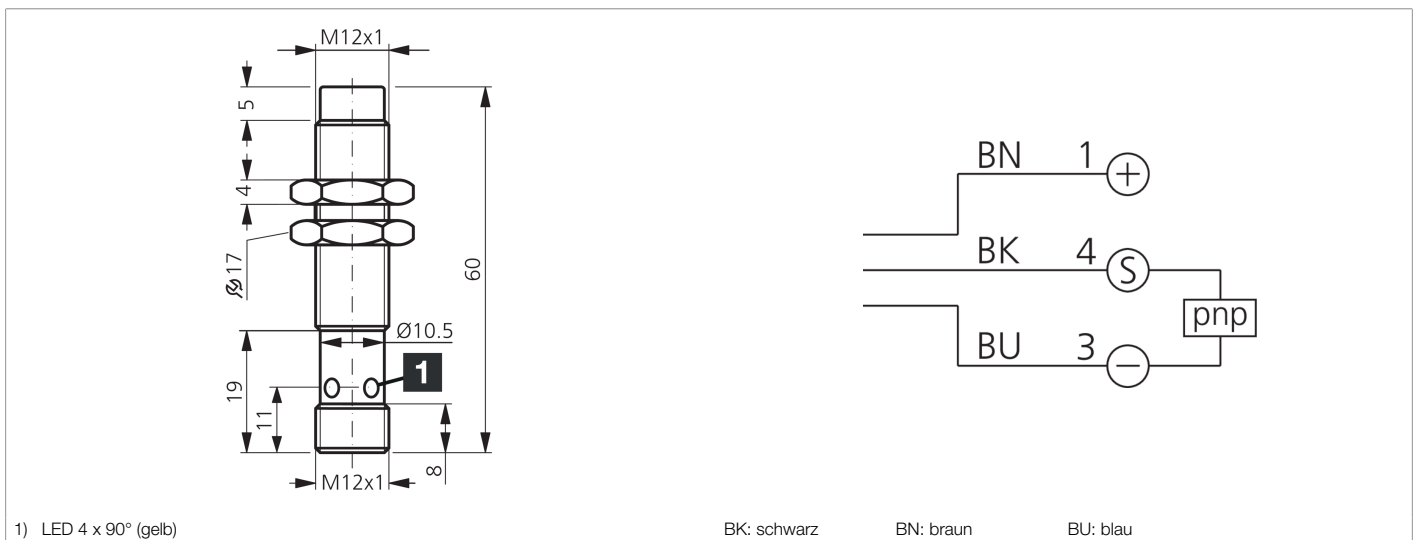 M12x1
5
4
17
60
Ø10.5
1
19
11
8
M12x1
BN 1 +
BK 4 S
pnp
BU 3 −
1) LED 4 x 90° (gelb)
BK: schwarz BN: braun BU: blau